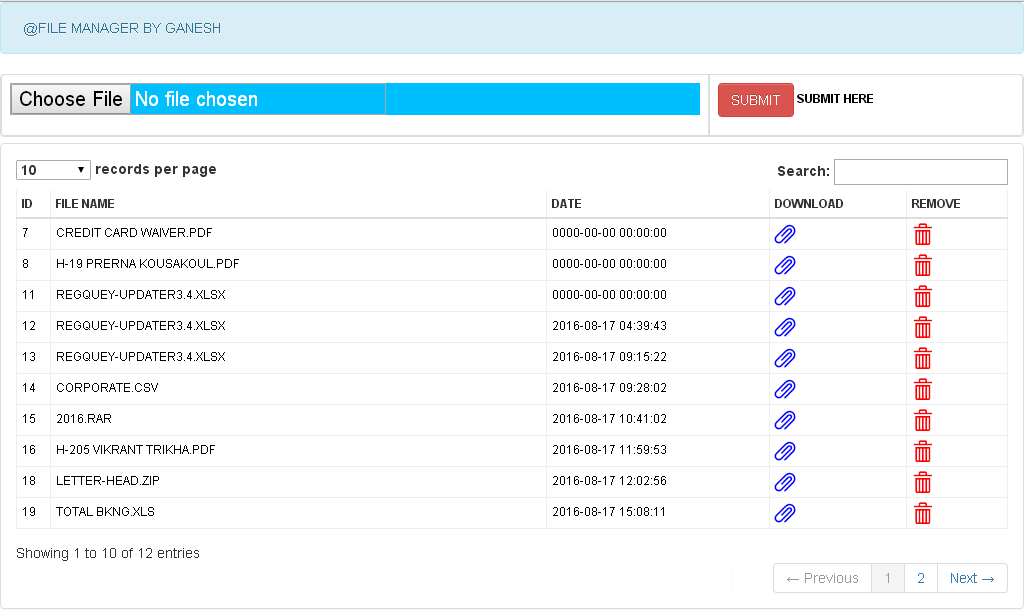 @FILE MANAGER BY GANESH
Choose File No file chosen SUBMIT SUBMIT HERE
10 records per page Search:
ID FILE NAME DATE DOWNLOAD REMOVE
7 CREDIT CARD WAIVER.PDF 0000-00-00 00:00:00
8 H-19 PRERNA KOUSAKOUL.PDF 0000-00-00 00:00:00
11 REGQUEY-UPDATER3.4.XLSX 0000-00-00 00:00:00
12 REGQUEY-UPDATER3.4.XLSX 2016-08-17 04:39:43
13 REGQUEY-UPDATER3.4.XLSX 2016-08-17 09:15:22
14 CORPORATE.CSV 2016-08-17 09:28:02
15 2016.RAR 2016-08-17 10:41:02
16 H-205 VIKRANT TRIKHA.PDF 2016-08-17 11:59:53
18 LETTER-HEAD.ZIP 2016-08-17 12:02:56
19 TOTAL BKNG.XLS 2016-08-17 15:08:11
Showing 1 to 10 of 12 entries
← Previous 1 2 Next →